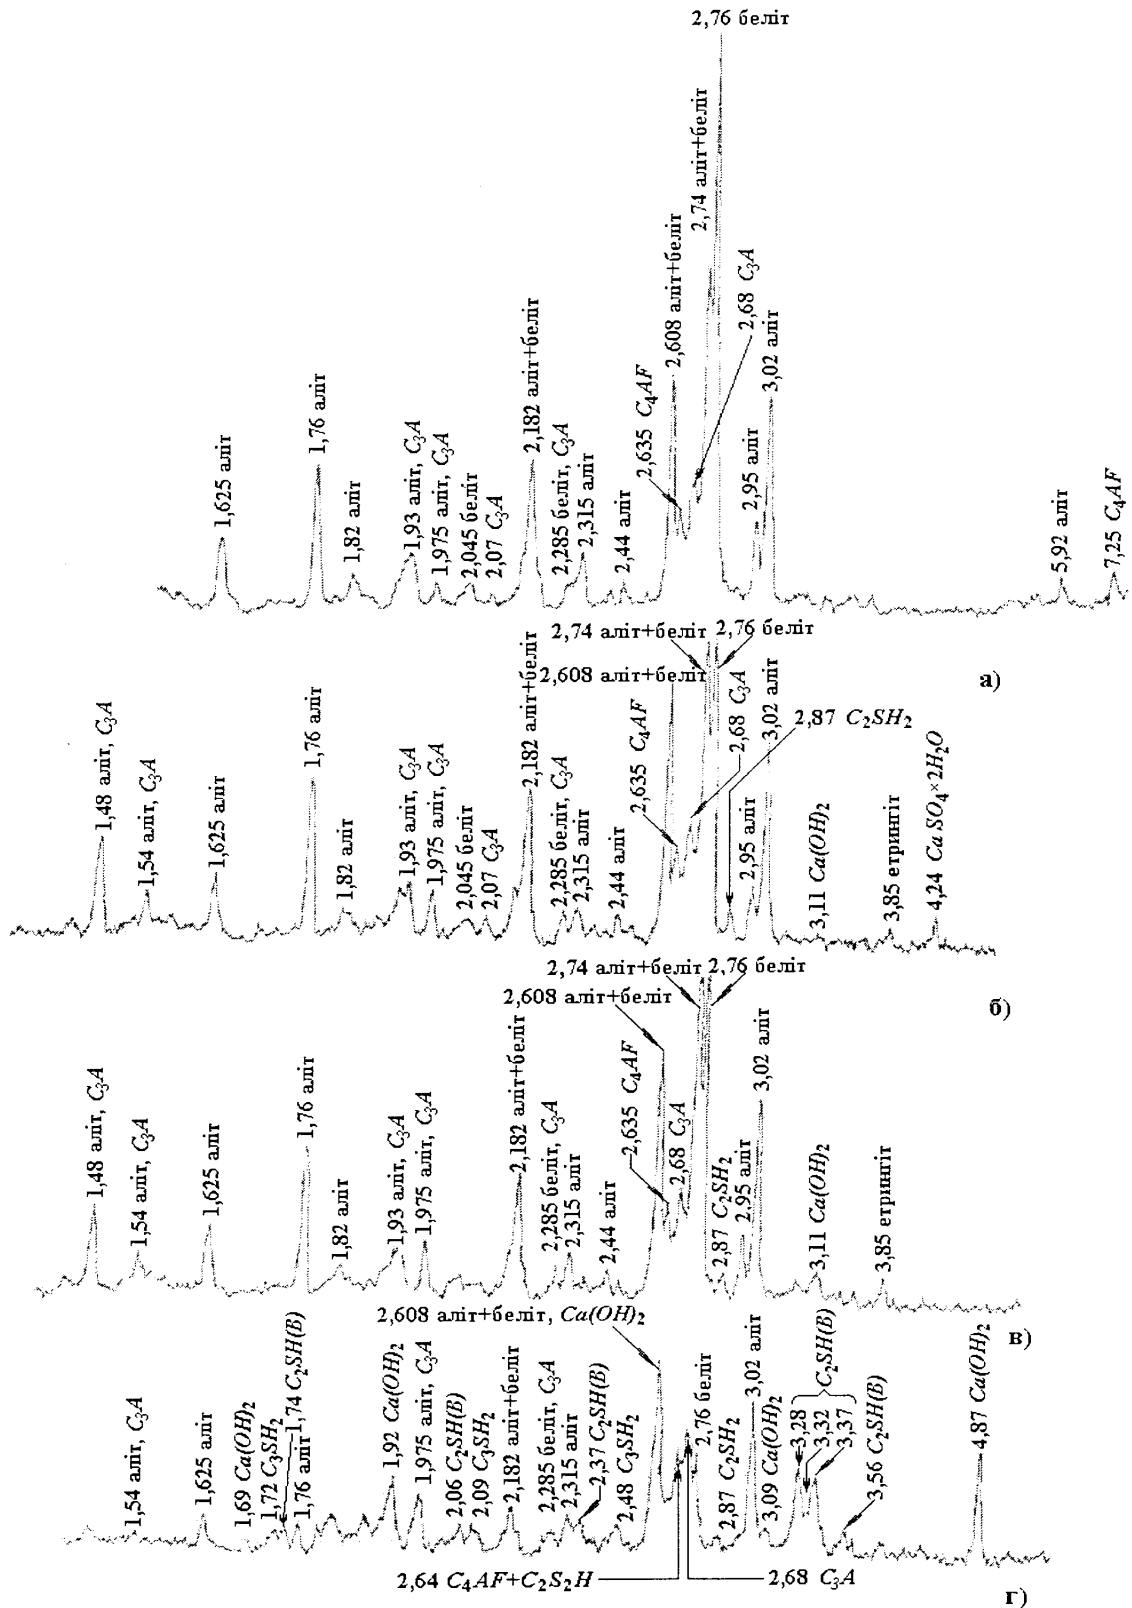 2,76 беліт
2,74 аліт+беліт
2,608 аліт+беліт
2,68 C₃A
3,02 аліт
2,182 аліт+беліт
2,635 C₄AF
1,76 аліт
1,625 аліт
1,82 аліт
1,93 аліт, C₃A
1,975 аліт, C₃A
2,045 беліт
2,07 C₃A
2,285 беліт, C₃A
2,315 аліт
2,44 аліт
2,95 аліт
5,92 аліт
7,25 C₄AF
а)
2,74 аліт+беліт
2,76 беліт
2,608 аліт+беліт
1,48 аліт, C₃A
1,54 аліт, C₃A
1,625 аліт
1,76 аліт
1,82 аліт
1,93 аліт, C₃A
1,975 аліт, C₃A
2,045 беліт
2,07 C₃A
2,182 аліт+беліт
2,285 беліт, C₃A
2,315 аліт
2,44 аліт
2,635 C₄AF
2,68 C₃A
2,95 аліт
3,02 аліт
2,87 C₂SH₂
3,11 Ca(OH)₂
3,85 етрингіт
4,24 CaSO₄×2H₂O
б)
2,74 аліт+беліт
2,76 беліт
2,608 аліт+беліт
1,48 аліт, C₃A
1,54 аліт, C₃A
1,625 аліт
1,76 аліт
1,82 аліт
1,93 аліт, C₃A
1,975 аліт, C₃A
2,182 аліт+беліт
2,285 беліт, C₃A
2,315 аліт
2,44 аліт
2,635 C₄AF
2,68 C₃A
2,87 C₂SH₂
2,95 аліт
3,02 аліт
3,11 Ca(OH)₂
3,85 етрингіт
в)
2,608 аліт+беліт, Ca(OH)₂
1,54 аліт, C₃A
1,625 аліт
1,69 Ca(OH)₂
1,72 C₃SH₂
1,74 C₂SH(B)
1,76 аліт
1,92 Ca(OH)₂
1,975 аліт, C₃A
2,06 C₂SH(B)
2,09 C₃SH₂
2,182 аліт+беліт
2,285 беліт, C₃A
2,315 аліт
2,37 C₂SH(B)
2,48 C₃SH₂
2,76 беліт
2,87 C₂SH₂
3,02 аліт
3,09 Ca(OH)₂
C₂SH(B)
3,28
3,32
3,37
3,56 C₂SH(B)
4,87 Ca(OH)₂
2,64 C₄AF+C₂S₂H
2,68 C₃A
г)